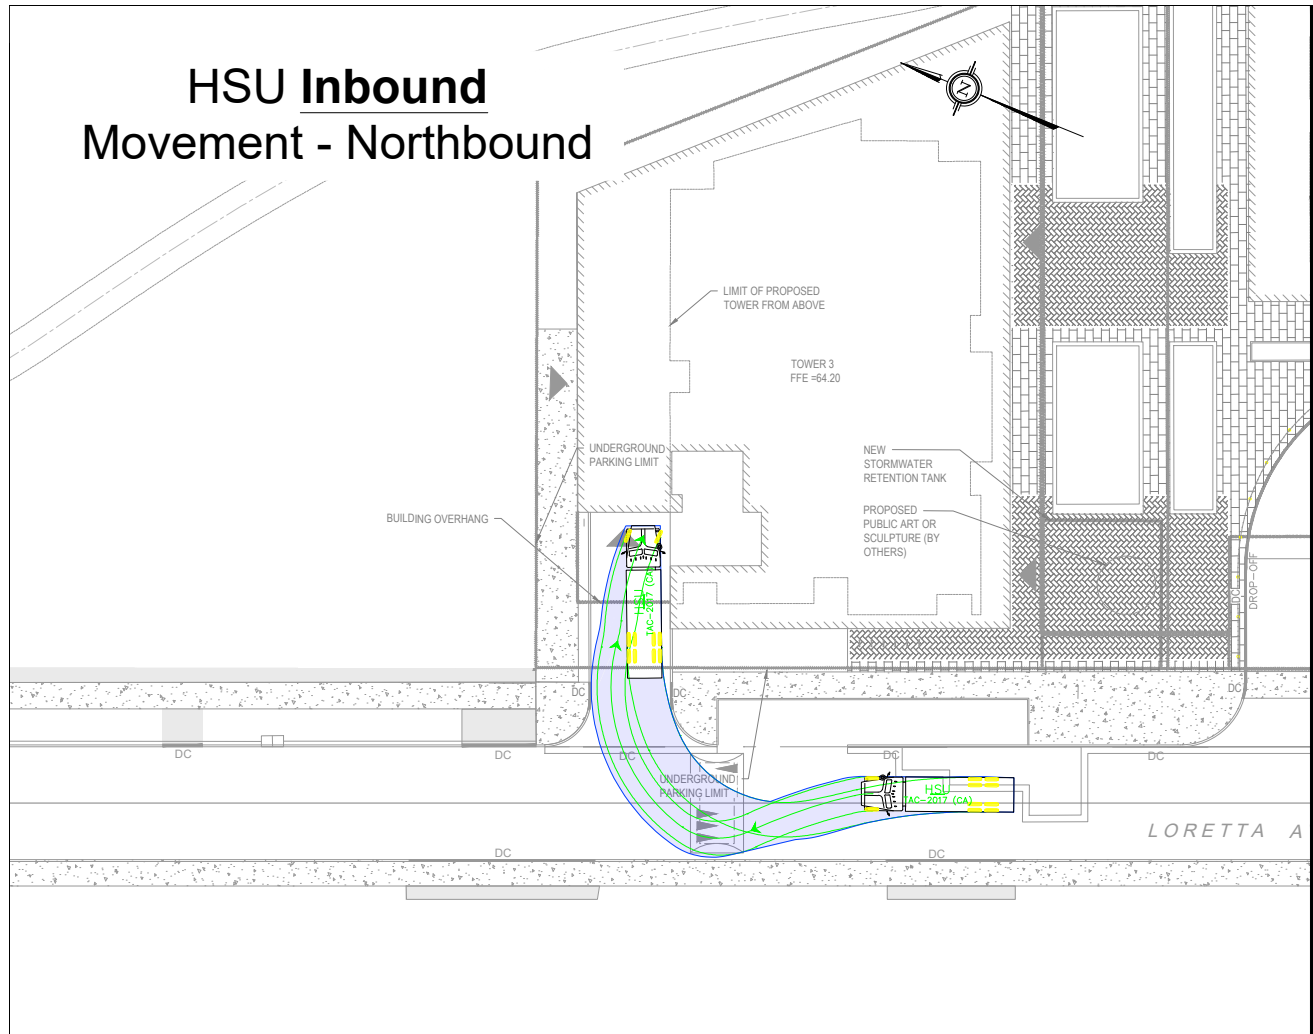 HSU Inbound
Movement - Northbound
N
LIMIT OF PROPOSED
TOWER FROM ABOVE
TOWER 3
FFE =64.20
UNDERGROUND
PARKING LIMIT
NEW
STORMWATER
RETENTION TANK
BUILDING OVERHANG
PROPOSED
PUBLIC ART OR
SCULPTURE (BY
OTHERS)
HSU
TAC-2017 (CA)
DCL
DROP-OFF
DC
DC
DC
DC
DC
DC
DC
DC
UNDERGROUND
PARKING LIMIT
HSU
TAC-2017 (CA)
LORETTA A
DC
DC